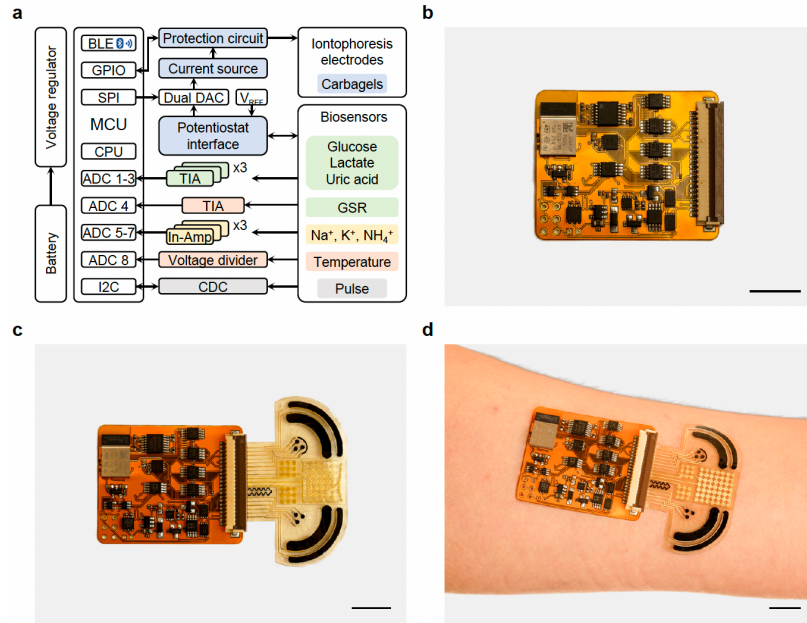 a
Voltage regulator
Battery
BLE
GPIO
SPI
MCU
CPU
ADC 1-3
ADC 4
ADC 5-7
ADC 8
I2C
Protection circuit
Current source
Dual DAC
V_REF
Potentiostat
interface
TIA
x3
TIA
In-Amp
x3
Voltage divider
CDC
Iontophoresis
electrodes
Carbagels
Biosensors
Glucose
Lactate
Uric acid
GSR
Na⁺, K⁺, NH₄⁺
Temperature
Pulse
b
c
d